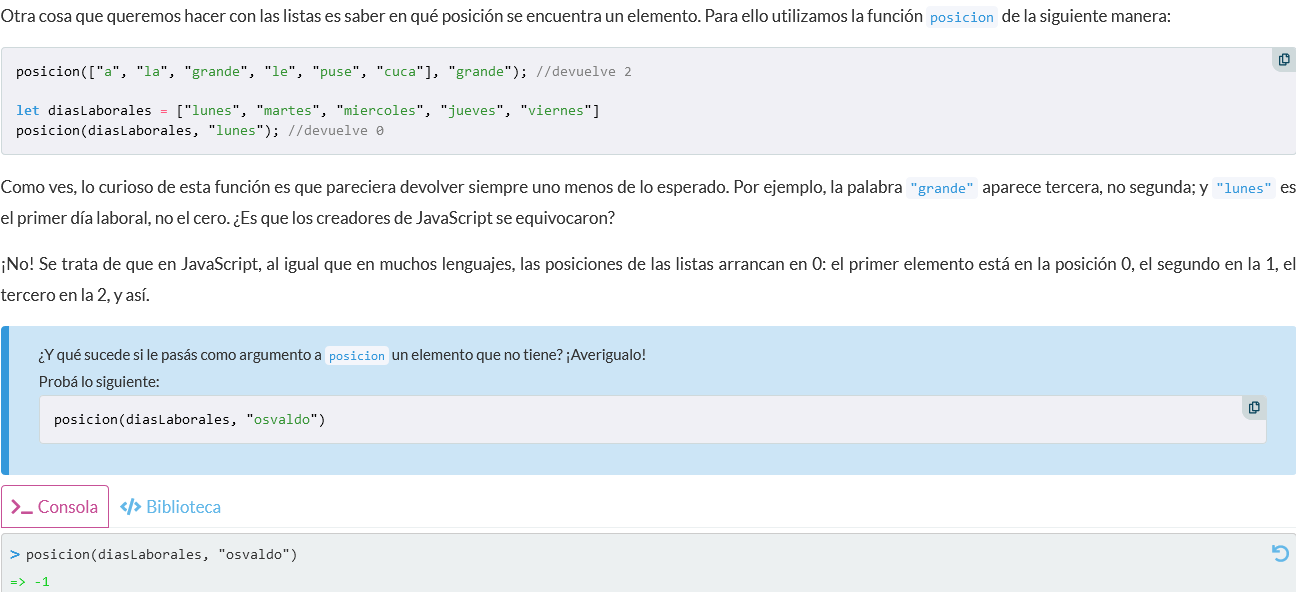 Otra cosa que queremos hacer con las listas es saber en qué posición se encuentra un elemento. Para ello utilizamos la función posicion de la siguiente manera:
posicion(["a", "la", "grande", "le", "puse", "cuca"], "grande"); //devuelve 2
let diasLaborales = ["lunes", "martes", "miercoles", "jueves", "viernes"]
posicion(diasLaborales, "lunes"); //devuelve 0
Como ves, lo curioso de esta función es que pareciera devolver siempre uno menos de lo esperado. Por ejemplo, la palabra "grande" aparece tercera, no segunda; y "lunes" es
el primer día laboral, no el cero. ¿Es que los creadores de JavaScript se equivocaron?
¡No! Se trata de que en JavaScript, al igual que en muchos lenguajes, las posiciones de las listas arrancan en 0: el primer elemento está en la posición 0, el segundo en la 1, el
tercero en la 2, y así.
¿Y qué sucede si le pasás como argumento a posicion un elemento que no tiene? ¡Averigualo!
Probá lo siguiente:
posicion(diasLaborales, "osvaldo")
>_ Consola </> Biblioteca
> posicion(diasLaborales, "osvaldo")
=> -1